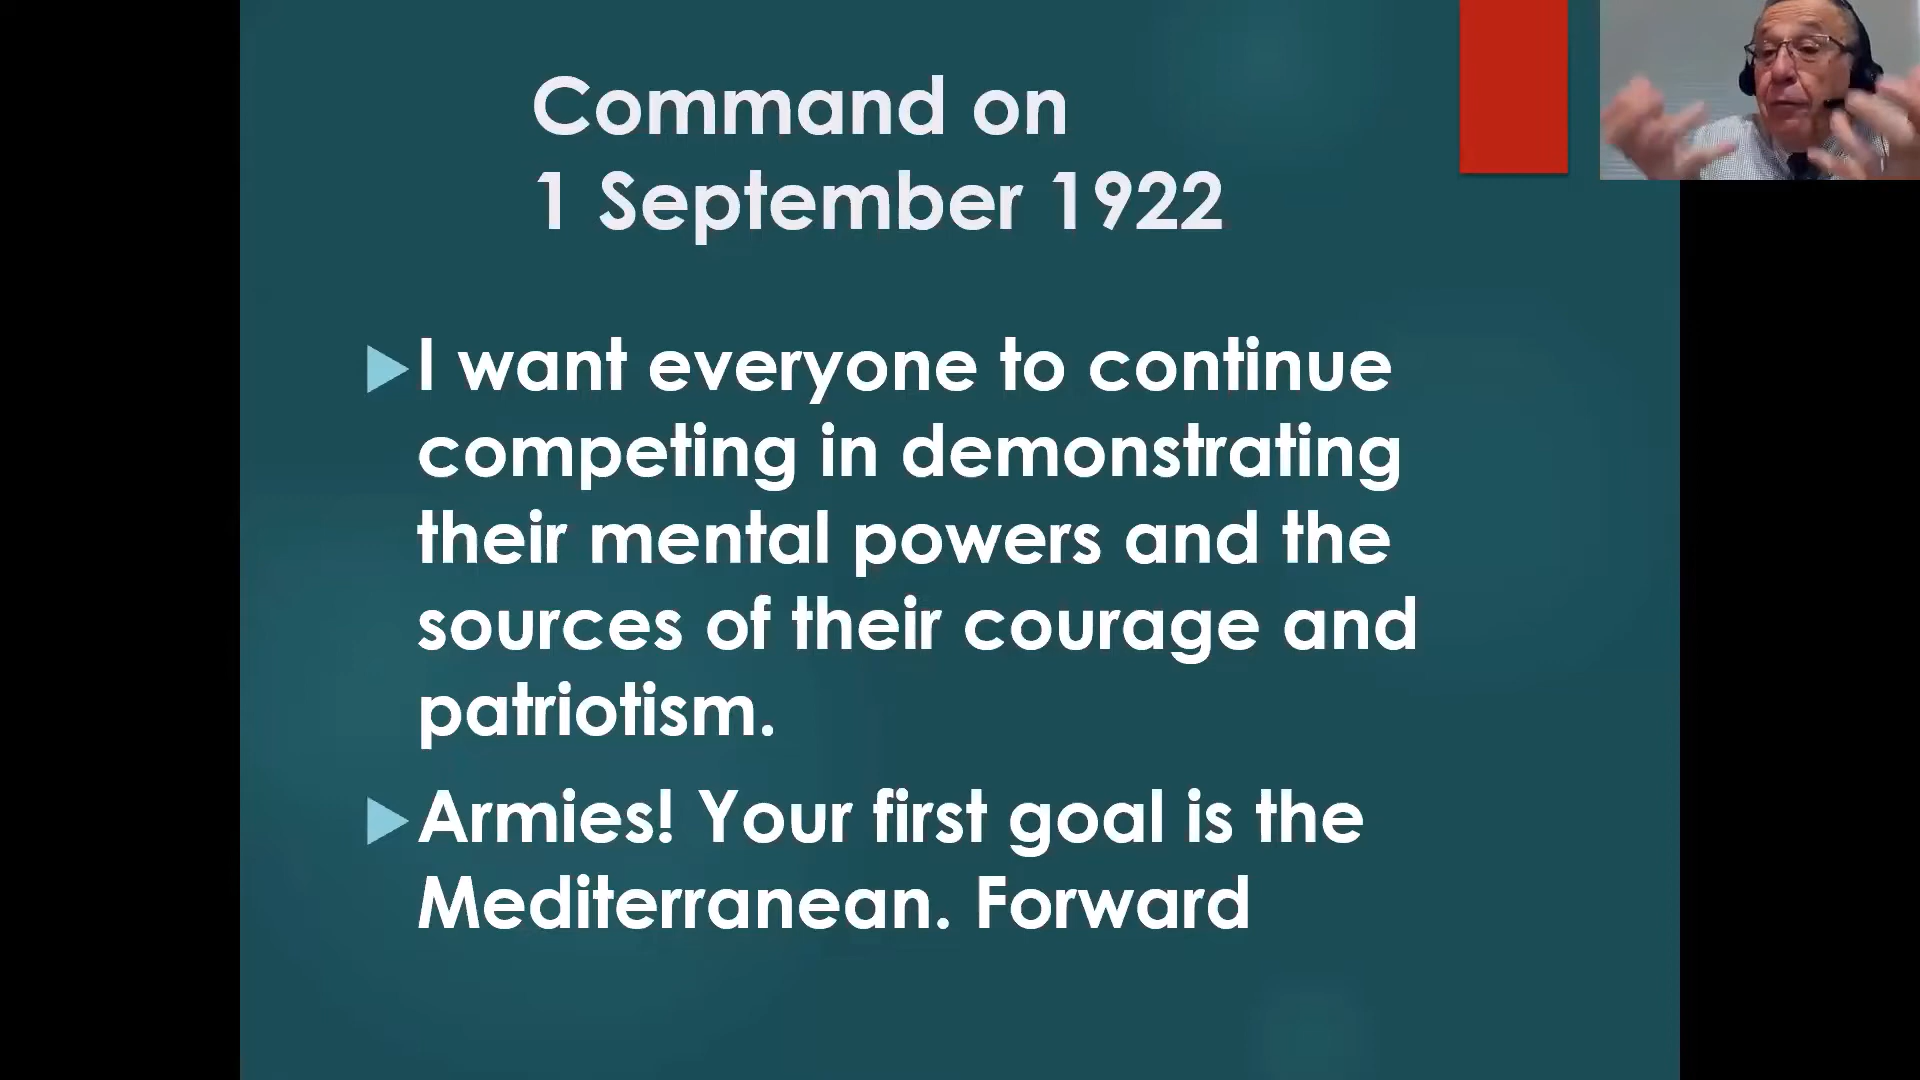 Command on
1 September 1922
I want everyone to continue
competing in demonstrating
their mental powers and the
sources of their courage and
patriotism.
Armies! Your first goal is the
Mediterranean. Forward